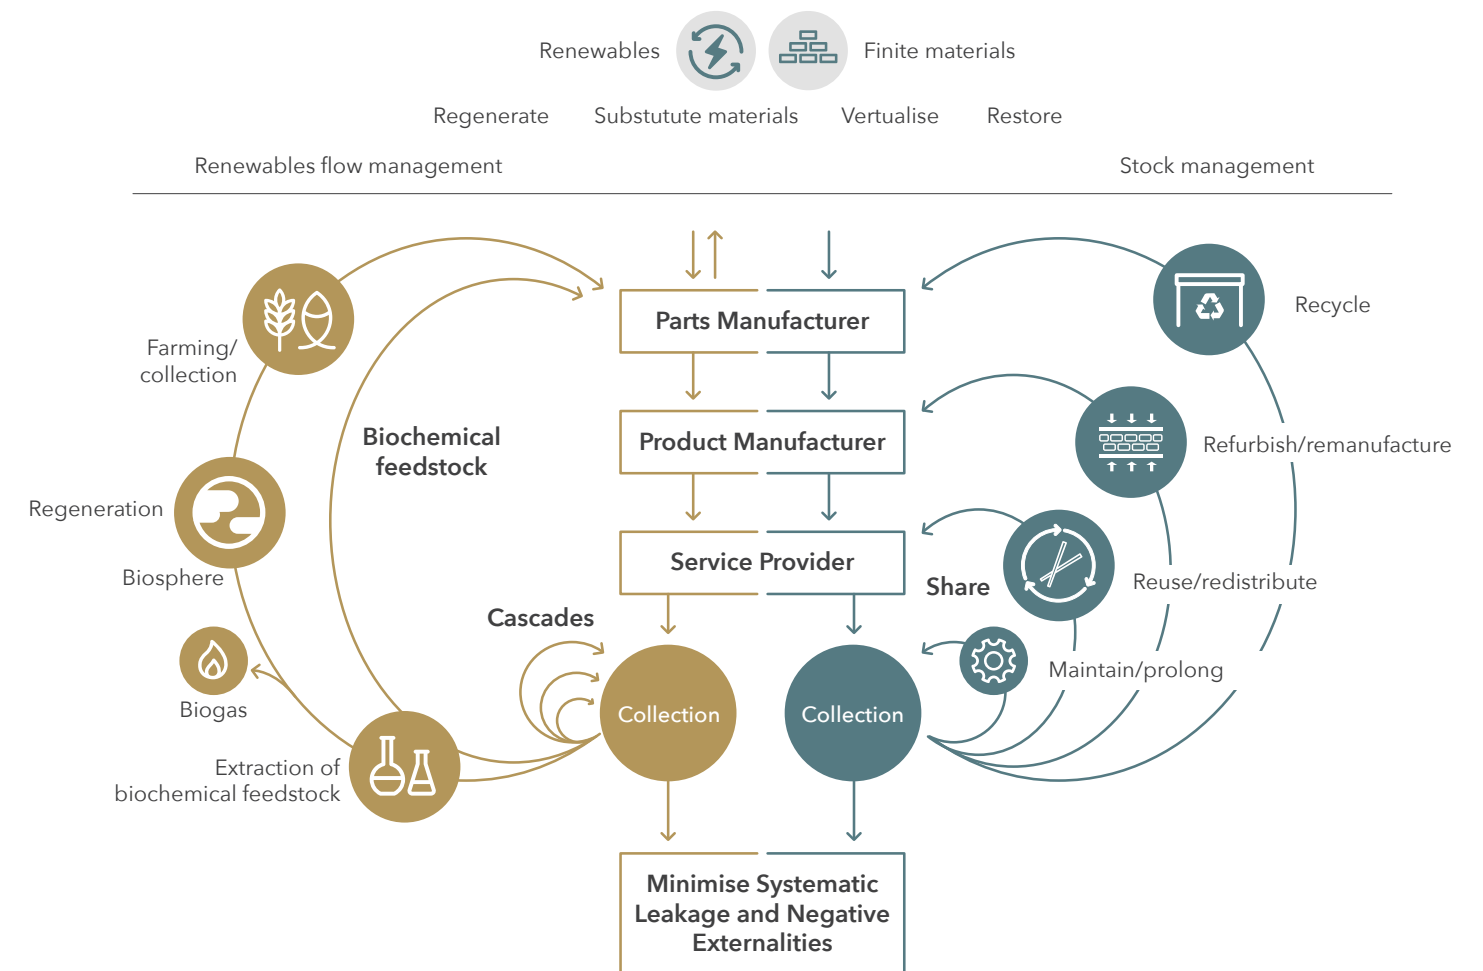 Renewables
Finite materials
Regenerate
Substutute materials
Vertualise
Restore
Renewables flow management
Stock management
Parts Manufacturer
Recycle
Farming/
collection
Biochemical
feedstock
Product Manufacturer
Refurbish/remanufacture
Regeneration
Biosphere
Service Provider
Share
Reuse/redistribute
Cascades
Maintain/prolong
Biogas
Collection
Collection
Extraction of
biochemical feedstock
Minimise Systematic
Leakage and Negative
Externalities